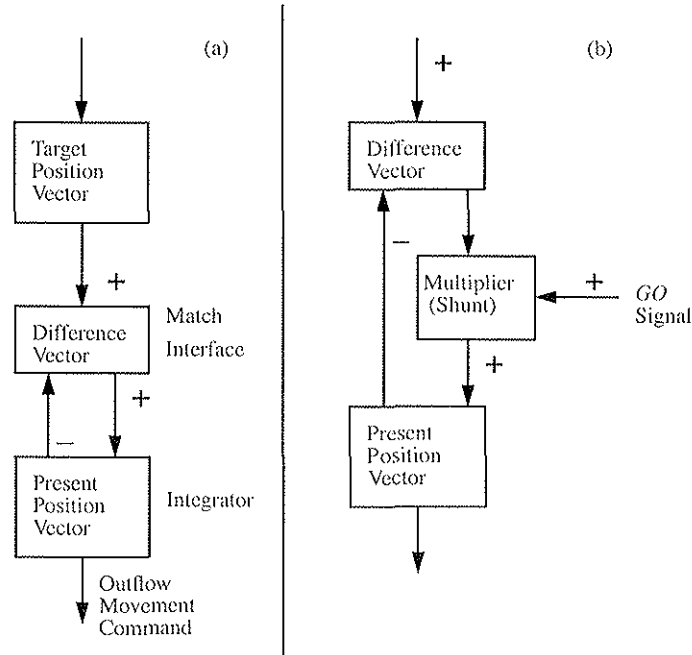 (a)
Target
Position
Vector
+
Difference
Vector
Match
Interface
−
+
Present
Position
Vector
Integrator
Outflow
Movement
Command
(b)
+
Difference
Vector
−
Multiplier
(Shunt)
+
GO
Signal
+
Present
Position
Vector